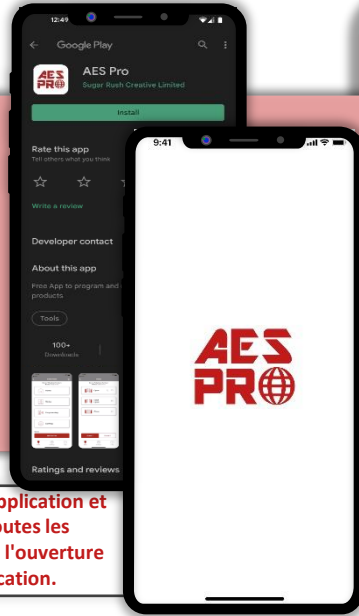 12:49
Google Play
AES PRO
AES Pro
Sugar Rush Creative Limited
Install
Rate this app
Tell others what you think
Write a review
Developer contact
About this app
Free App to program and
products
Tools
100+
Downloads
Ratings and reviews
9:41
AES
PRO
pplication et
outes les
l'ouverture
cation.